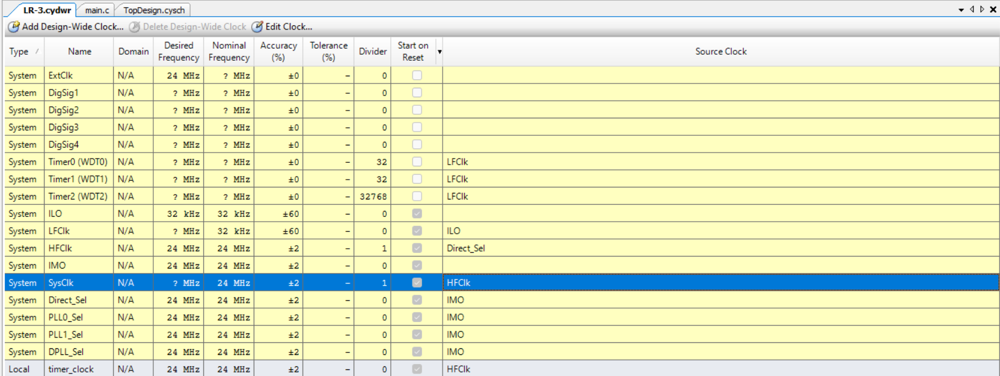 LR-3.cydwr main.c TopDesign.cysch
Add Design-Wide Clock... Delete Design-Wide Clock Edit Clock...
Type Name Domain Desired Frequency Nominal Frequency Accuracy (%) Tolerance (%) Divider Start on Reset Source Clock
System ExtClk N/A 24 MHz ? MHz ±0 - 0
System DigSig1 N/A ? MHz ? MHz ±0 - 0
System DigSig2 N/A ? MHz ? MHz ±0 - 0
System DigSig3 N/A ? MHz ? MHz ±0 - 0
System DigSig4 N/A ? MHz ? MHz ±0 - 0
System Timer0 (WDT0) N/A ? MHz ? MHz ±0 - 32 LFClk
System Timer1 (WDT1) N/A ? MHz ? MHz ±0 - 32 LFClk
System Timer2 (WDT2) N/A ? MHz ? MHz ±0 - 32768 LFClk
System ILO N/A 32 kHz 32 kHz ±60 - 0
System LFClk N/A ? MHz 32 kHz ±60 - 0 ILO
System HFClk N/A 24 MHz 24 MHz ±2 - 1 Direct_Sel
System IMO N/A 24 MHz 24 MHz ±2 - 0
System SysClk N/A ? MHz 24 MHz ±2 - 1 HFClk
System Direct_Sel N/A 24 MHz 24 MHz ±2 - 0 IMO
System PLL0_Sel N/A 24 MHz 24 MHz ±2 - 0 IMO
System PLL1_Sel N/A 24 MHz 24 MHz ±2 - 0 IMO
System DPLL_Sel N/A 24 MHz 24 MHz ±2 - 0 IMO
Local timer_clock N/A 24 MHz 24 MHz ±2 - 0 HFClk